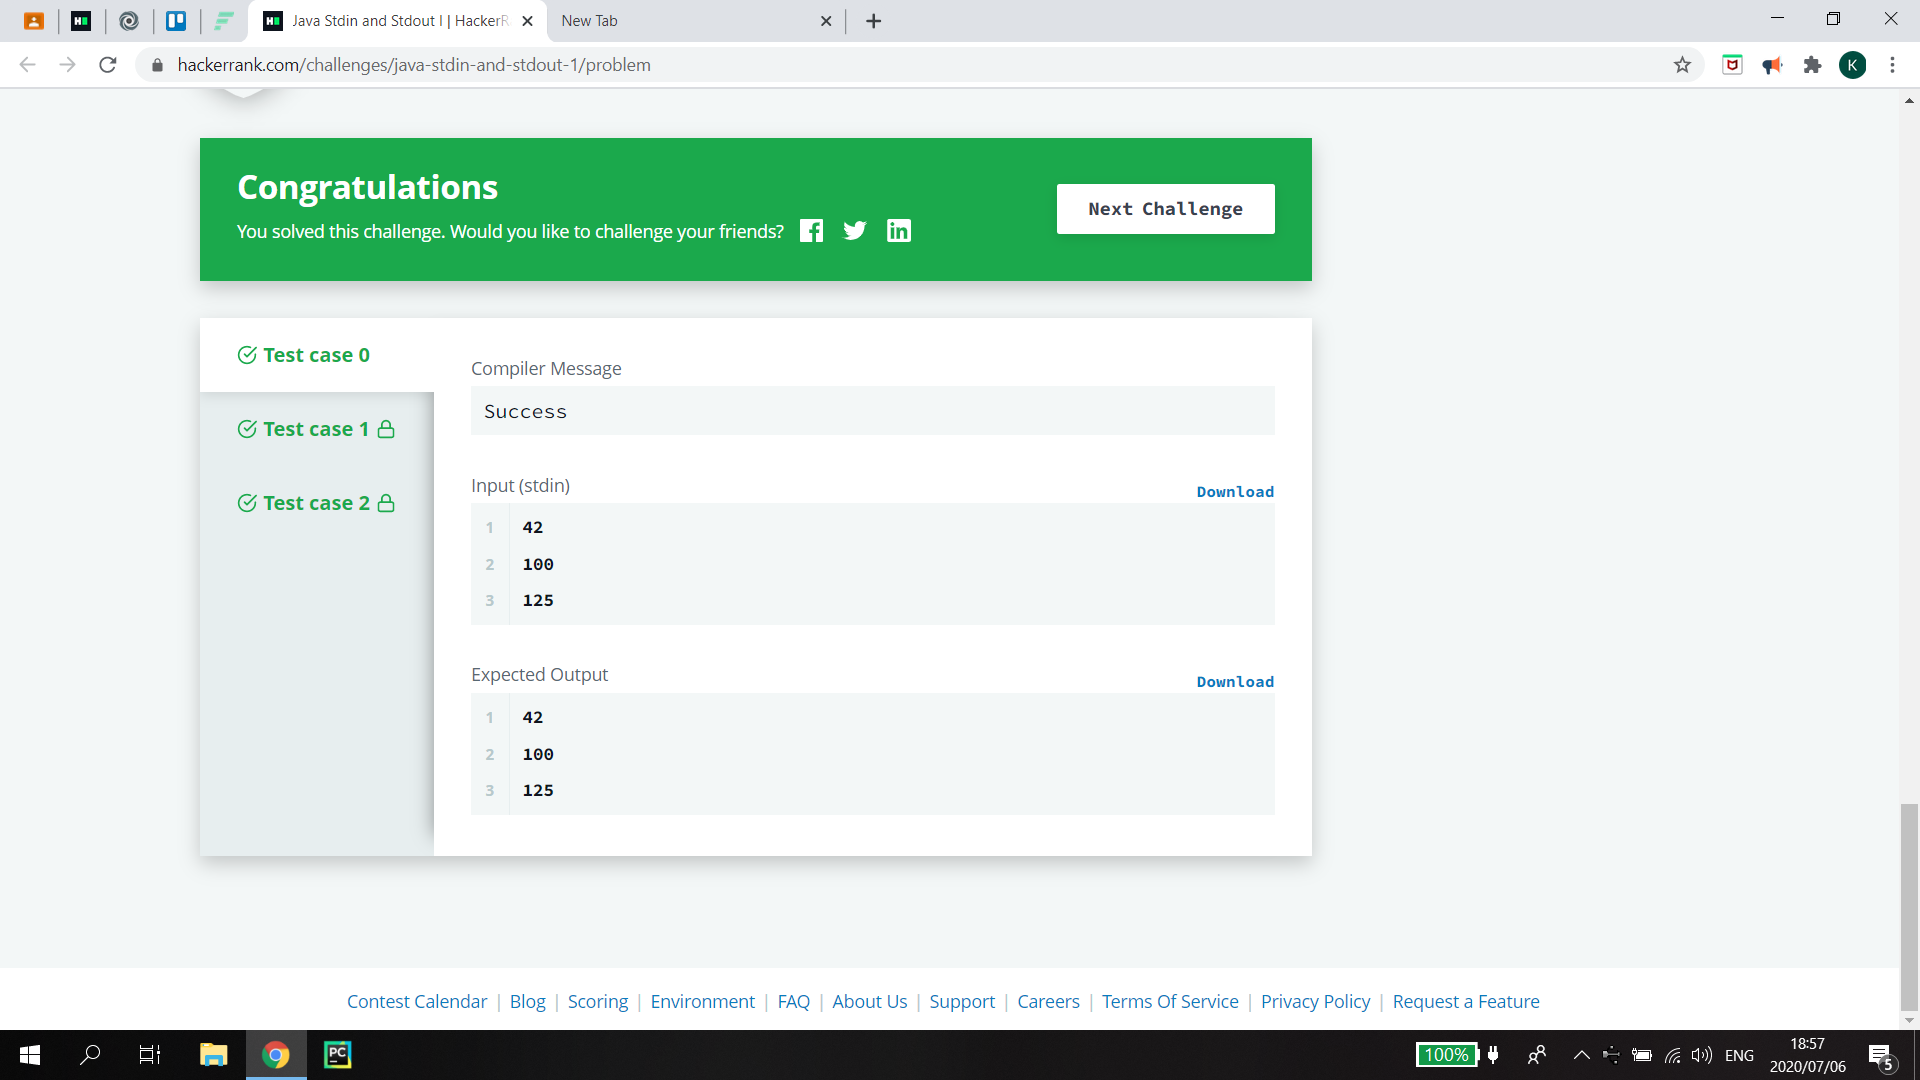 Java Stdin and Stdout I | HackerR
New Tab
hackerrank.com/challenges/java-stdin-and-stdout-1/problem
K
Congratulations
You solved this challenge. Would you like to challenge your friends?
Next Challenge
Test case 0
Test case 1
Test case 2
Compiler Message
Success
Input (stdin)
Download
1 42
2 100
3 125
Expected Output
Download
1 42
2 100
3 125
Contest Calendar | Blog | Scoring | Environment | FAQ | About Us | Support | Careers | Terms Of Service | Privacy Policy | Request a Feature
PC
100%
ENG
18:57
2020/07/06
5